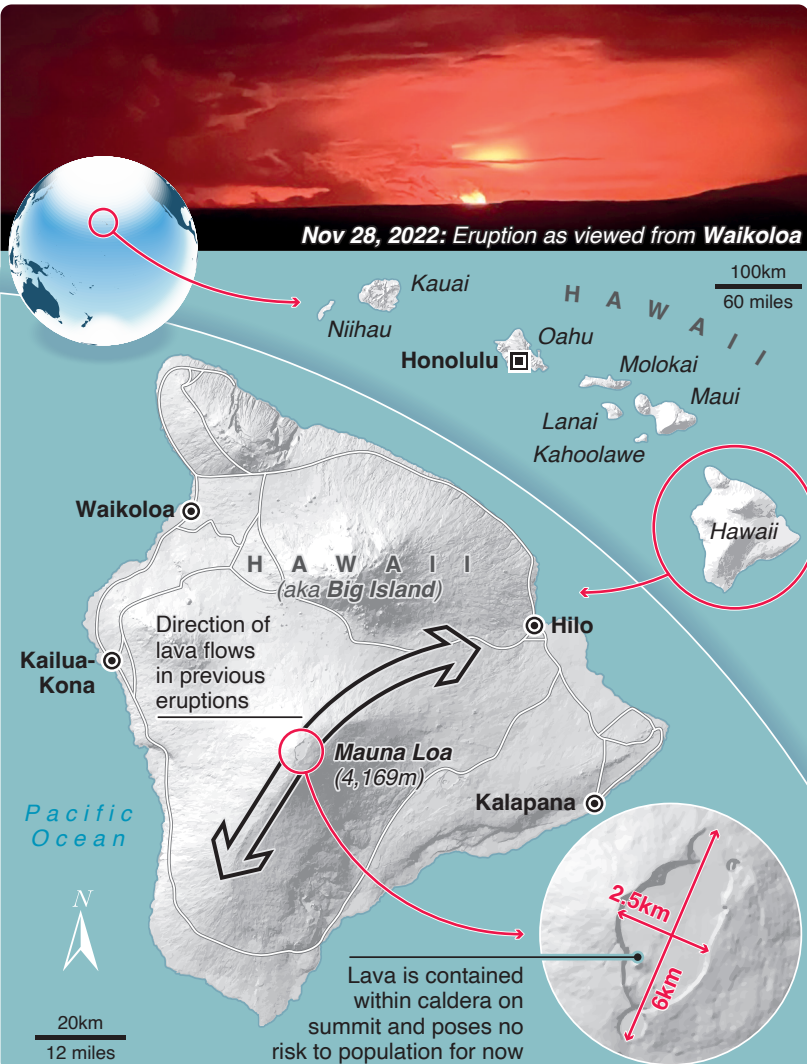 Nov 28, 2022: Eruption as viewed from Waikoloa
100km
60 miles
HAWAII
Kauai
Niihau
Oahu
Honolulu
Molokai
Maui
Lanai
Kahoolawe
Hawaii
Waikoloa
HAWAII
(aka Big Island)
Hilo
Direction of
lava flows
in previous
eruptions
Kailua-
Kona
Mauna Loa
(4,169m)
Kalapana
Pacific
Ocean
N
2.5km
6km
Lava is contained
within caldera on
summit and poses no
risk to population for now
20km
12 miles